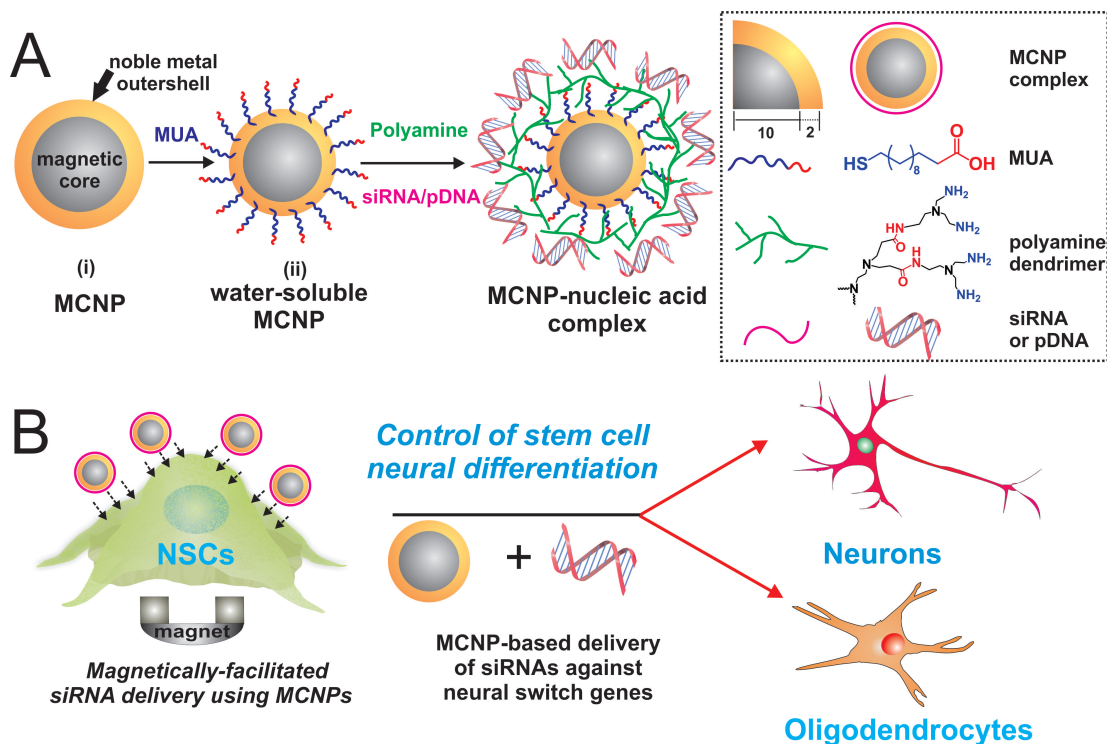 A
noble metal
outershell
magnetic
core
(i)
MCNP
MUA
(ii)
water-soluble
MCNP
Polyamine
siRNA/pDNA
MCNP-nucleic acid
complex
10
2
MCNP
complex
HS
8
O
OH
MUA
NH2
N
NH2
HN
O
H
N
N
O
N
NH2
NH2
N
polyamine
dendrimer
siRNA
or pDNA
B
NSCs
magnet
Magnetically-facilitated
siRNA delivery using MCNPs
Control of stem cell
neural differentiation
+
MCNP-based delivery
of siRNAs against
neural switch genes
Neurons
Oligodendrocytes